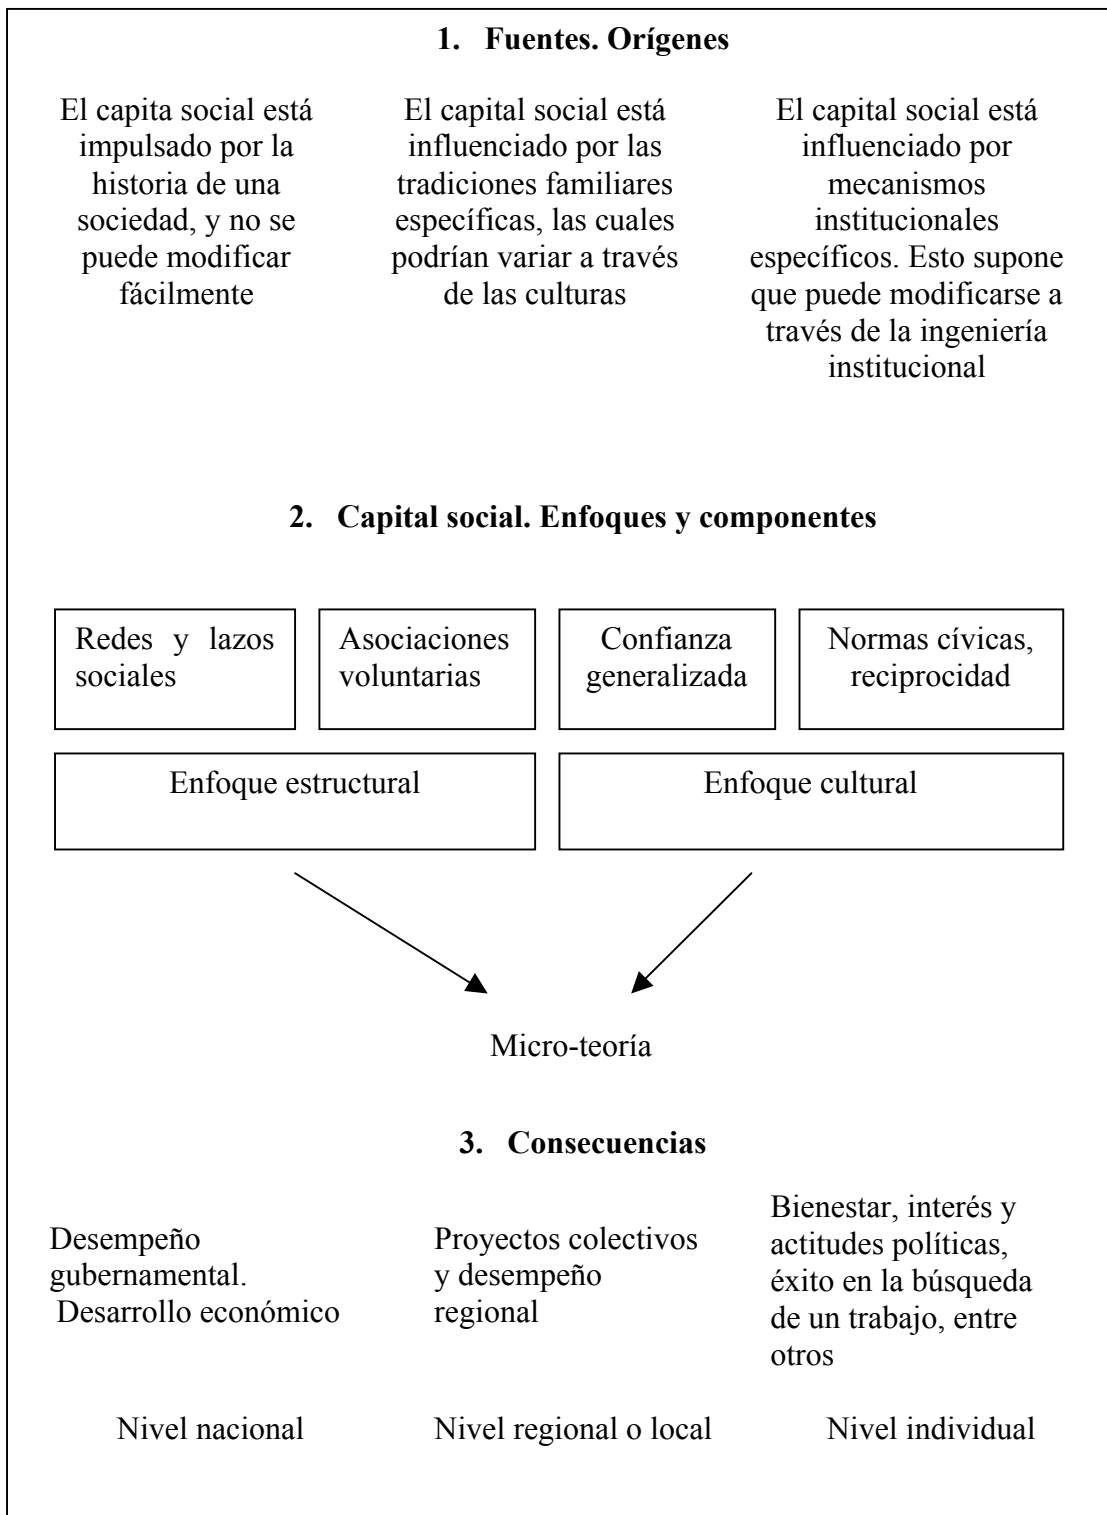 1. Fuentes. Orígenes
El capita social está
impulsado por la
historia de una
sociedad, y no se
puede modificar
fácilmente
El capital social está
influenciado por las
tradiciones familiares
específicas, las cuales
podrían variar a través
de las culturas
El capital social está
influenciado por
mecanismos
institucionales
específicos. Esto supone
que puede modificarse a
través de la ingeniería
institucional
2. Capital social. Enfoques y componentes
Redes y lazos
sociales
Asociaciones
voluntarias
Confianza
generalizada
Normas cívicas,
reciprocidad
Enfoque estructural
Enfoque cultural
Micro-teoría
3. Consecuencias
Desempeño
gubernamental.
Desarrollo económico
Proyectos colectivos
y desempeño
regional
Bienestar, interés y
actitudes políticas,
éxito en la búsqueda
de un trabajo, entre
otros
Nivel nacional
Nivel regional o local
Nivel individual